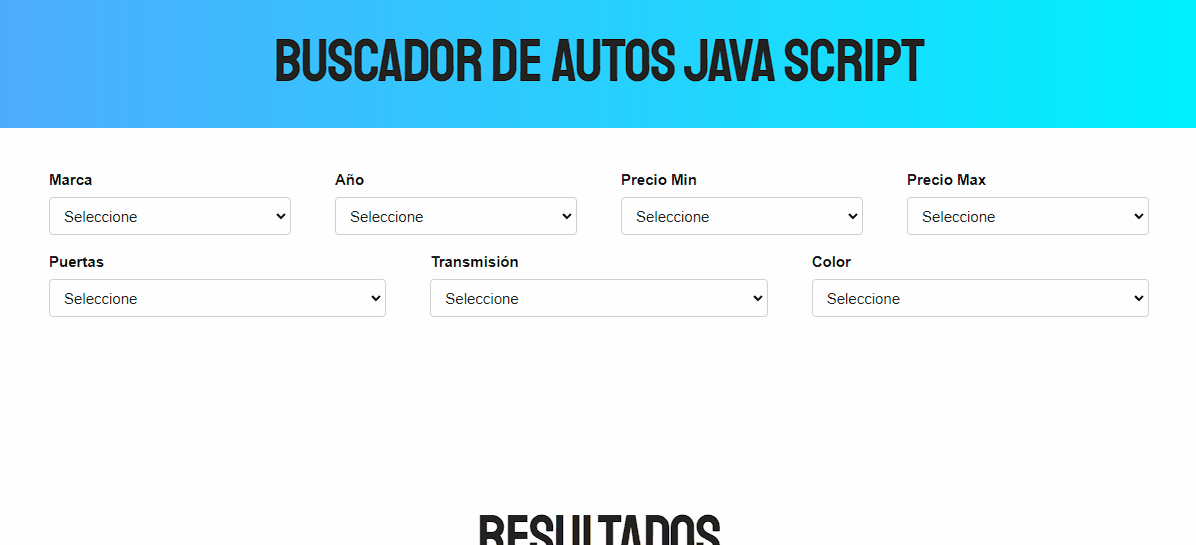 BUSCADOR DE AUTOS JAVA SCRIPT
Marca Año Precio Min Precio Max
Seleccione Seleccione Seleccione Seleccione
Puertas Transmisión Color
Seleccione Seleccione Seleccione
RESULTADOS